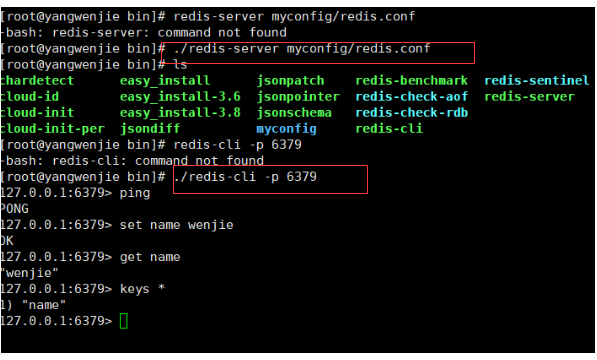 [root@yangwenjie bin]# redis-server myconfig/redis.conf
-bash: redis-server: command not found
[root@yangwenjie bin]# ./redis-server myconfig/redis.conf
[root@yangwenjie bin]# ls
chardetect easy_install jsonpatch redis-benchmark redis-sentinel
cloud-id easy_install-3.6 jsonpointer redis-check-aof redis-server
cloud-init easy_install-3.8 jsonschema redis-check-rdb
cloud-init-per jsondiff myconfig redis-cli
[root@yangwenjie bin]# redis-cli -p 6379
-bash: redis-cli: command not found
[root@yangwenjie bin]# ./redis-cli -p 6379
127.0.0.1:6379> ping
PONG
127.0.0.1:6379> set name wenjie
OK
127.0.0.1:6379> get name
"wenjie"
127.0.0.1:6379> keys *
1) "name"
127.0.0.1:6379>